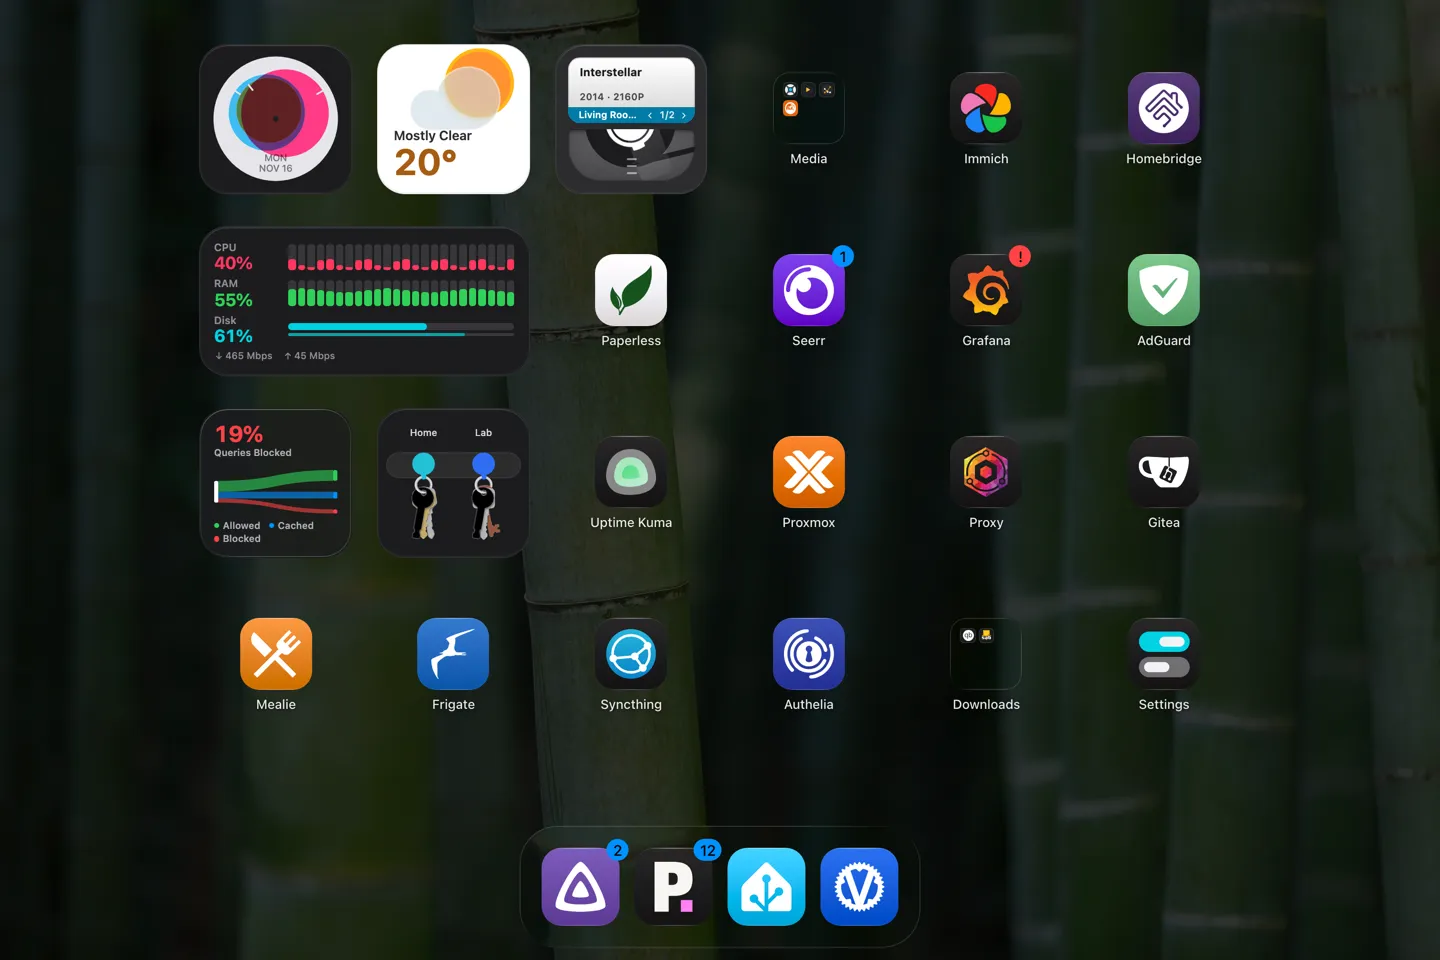 MON
NOV 16
Mostly Clear
20°
Interstellar
2014 · 2160P
Living Roo... ‹ 1/2 ›
Media
Immich
Homebridge
CPU
40%
RAM
55%
Disk
61%
↓ 465 Mbps ↑ 45 Mbps
Paperless
1
Seerr
!
Grafana
AdGuard
19%
Queries Blocked
Allowed Cached
Blocked
Home Lab
Uptime Kuma
Proxmox
Proxy
Gitea
Mealie
Frigate
Syncthing
Authelia
qb
Downloads
Settings
2
12
P.
V